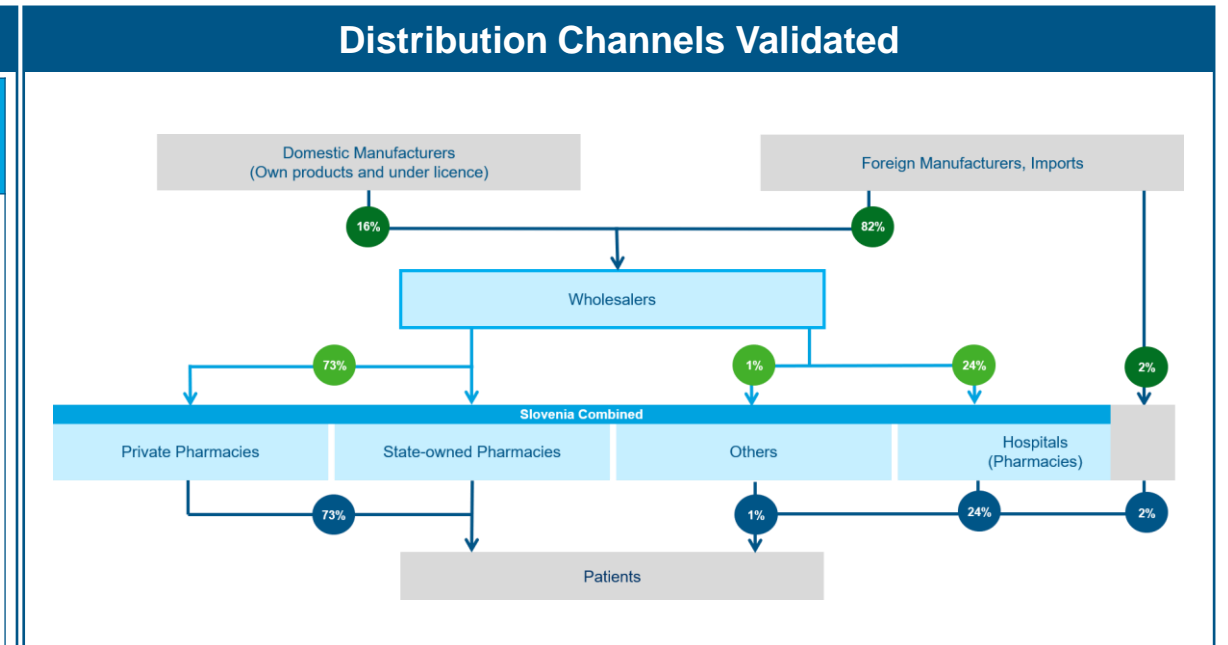 Distribution Channels Validated
Domestic Manufacturers
(Own products and under licence)
Foreign Manufacturers, Imports
16%
82%
Wholesalers
73%
1%
24%
2%
Slovenia Combined
Private Pharmacies
State-owned Pharmacies
Others
Hospitals
(Pharmacies)
73%
1%
24%
2%
Patients